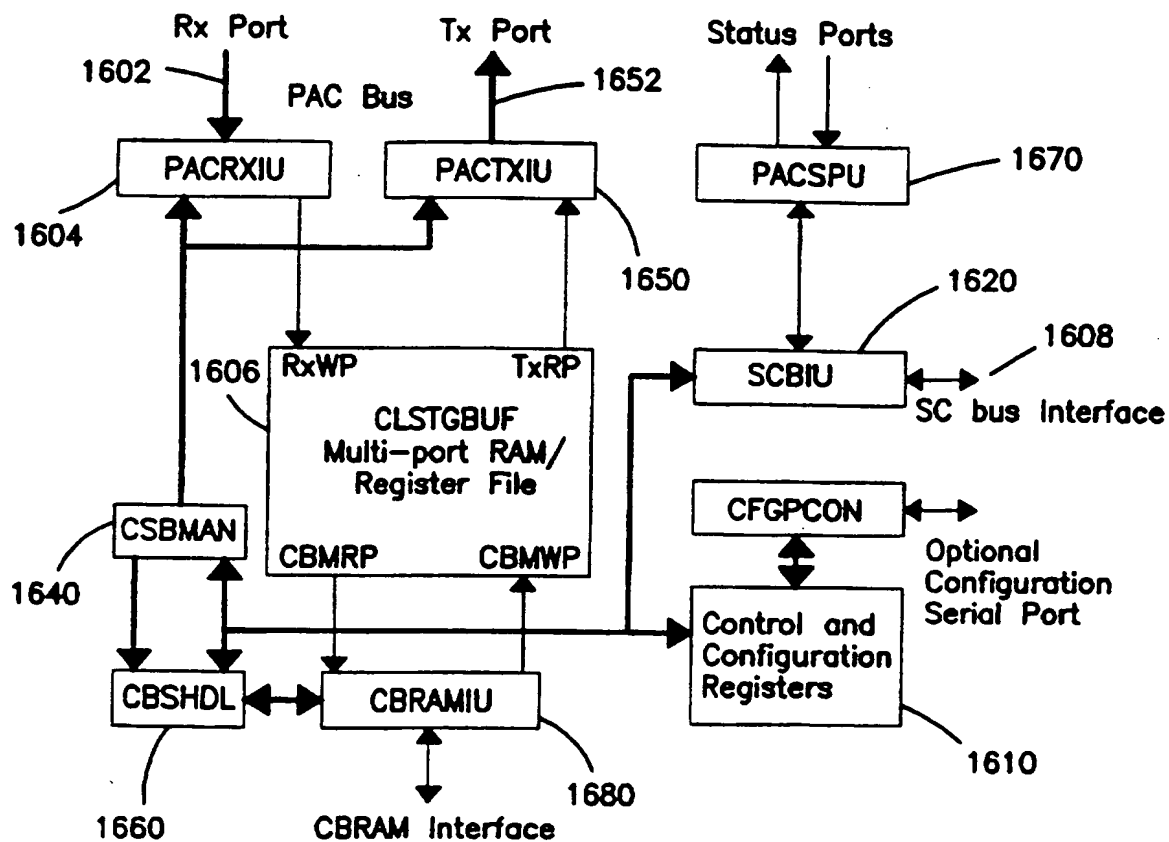 Rx Port
Tx Port
Status Ports
1602
PAC Bus
1652
PACRXIU
PACTXIU
PACSPU
1670
1604
1650
1620
1608
1606
RxWP
TxRP
SCBIU
SC bus Interface
CLSTGBUF
Multi-port RAM/
Register File
CSBMAN
CFGPCON
1640
CBMRP
CBMWP
Optional
Configuration
Serial Port
Control and
Configuration
Registers
CBSHDL
CBRAMIU
1610
1660
1680
CBRAM Interface